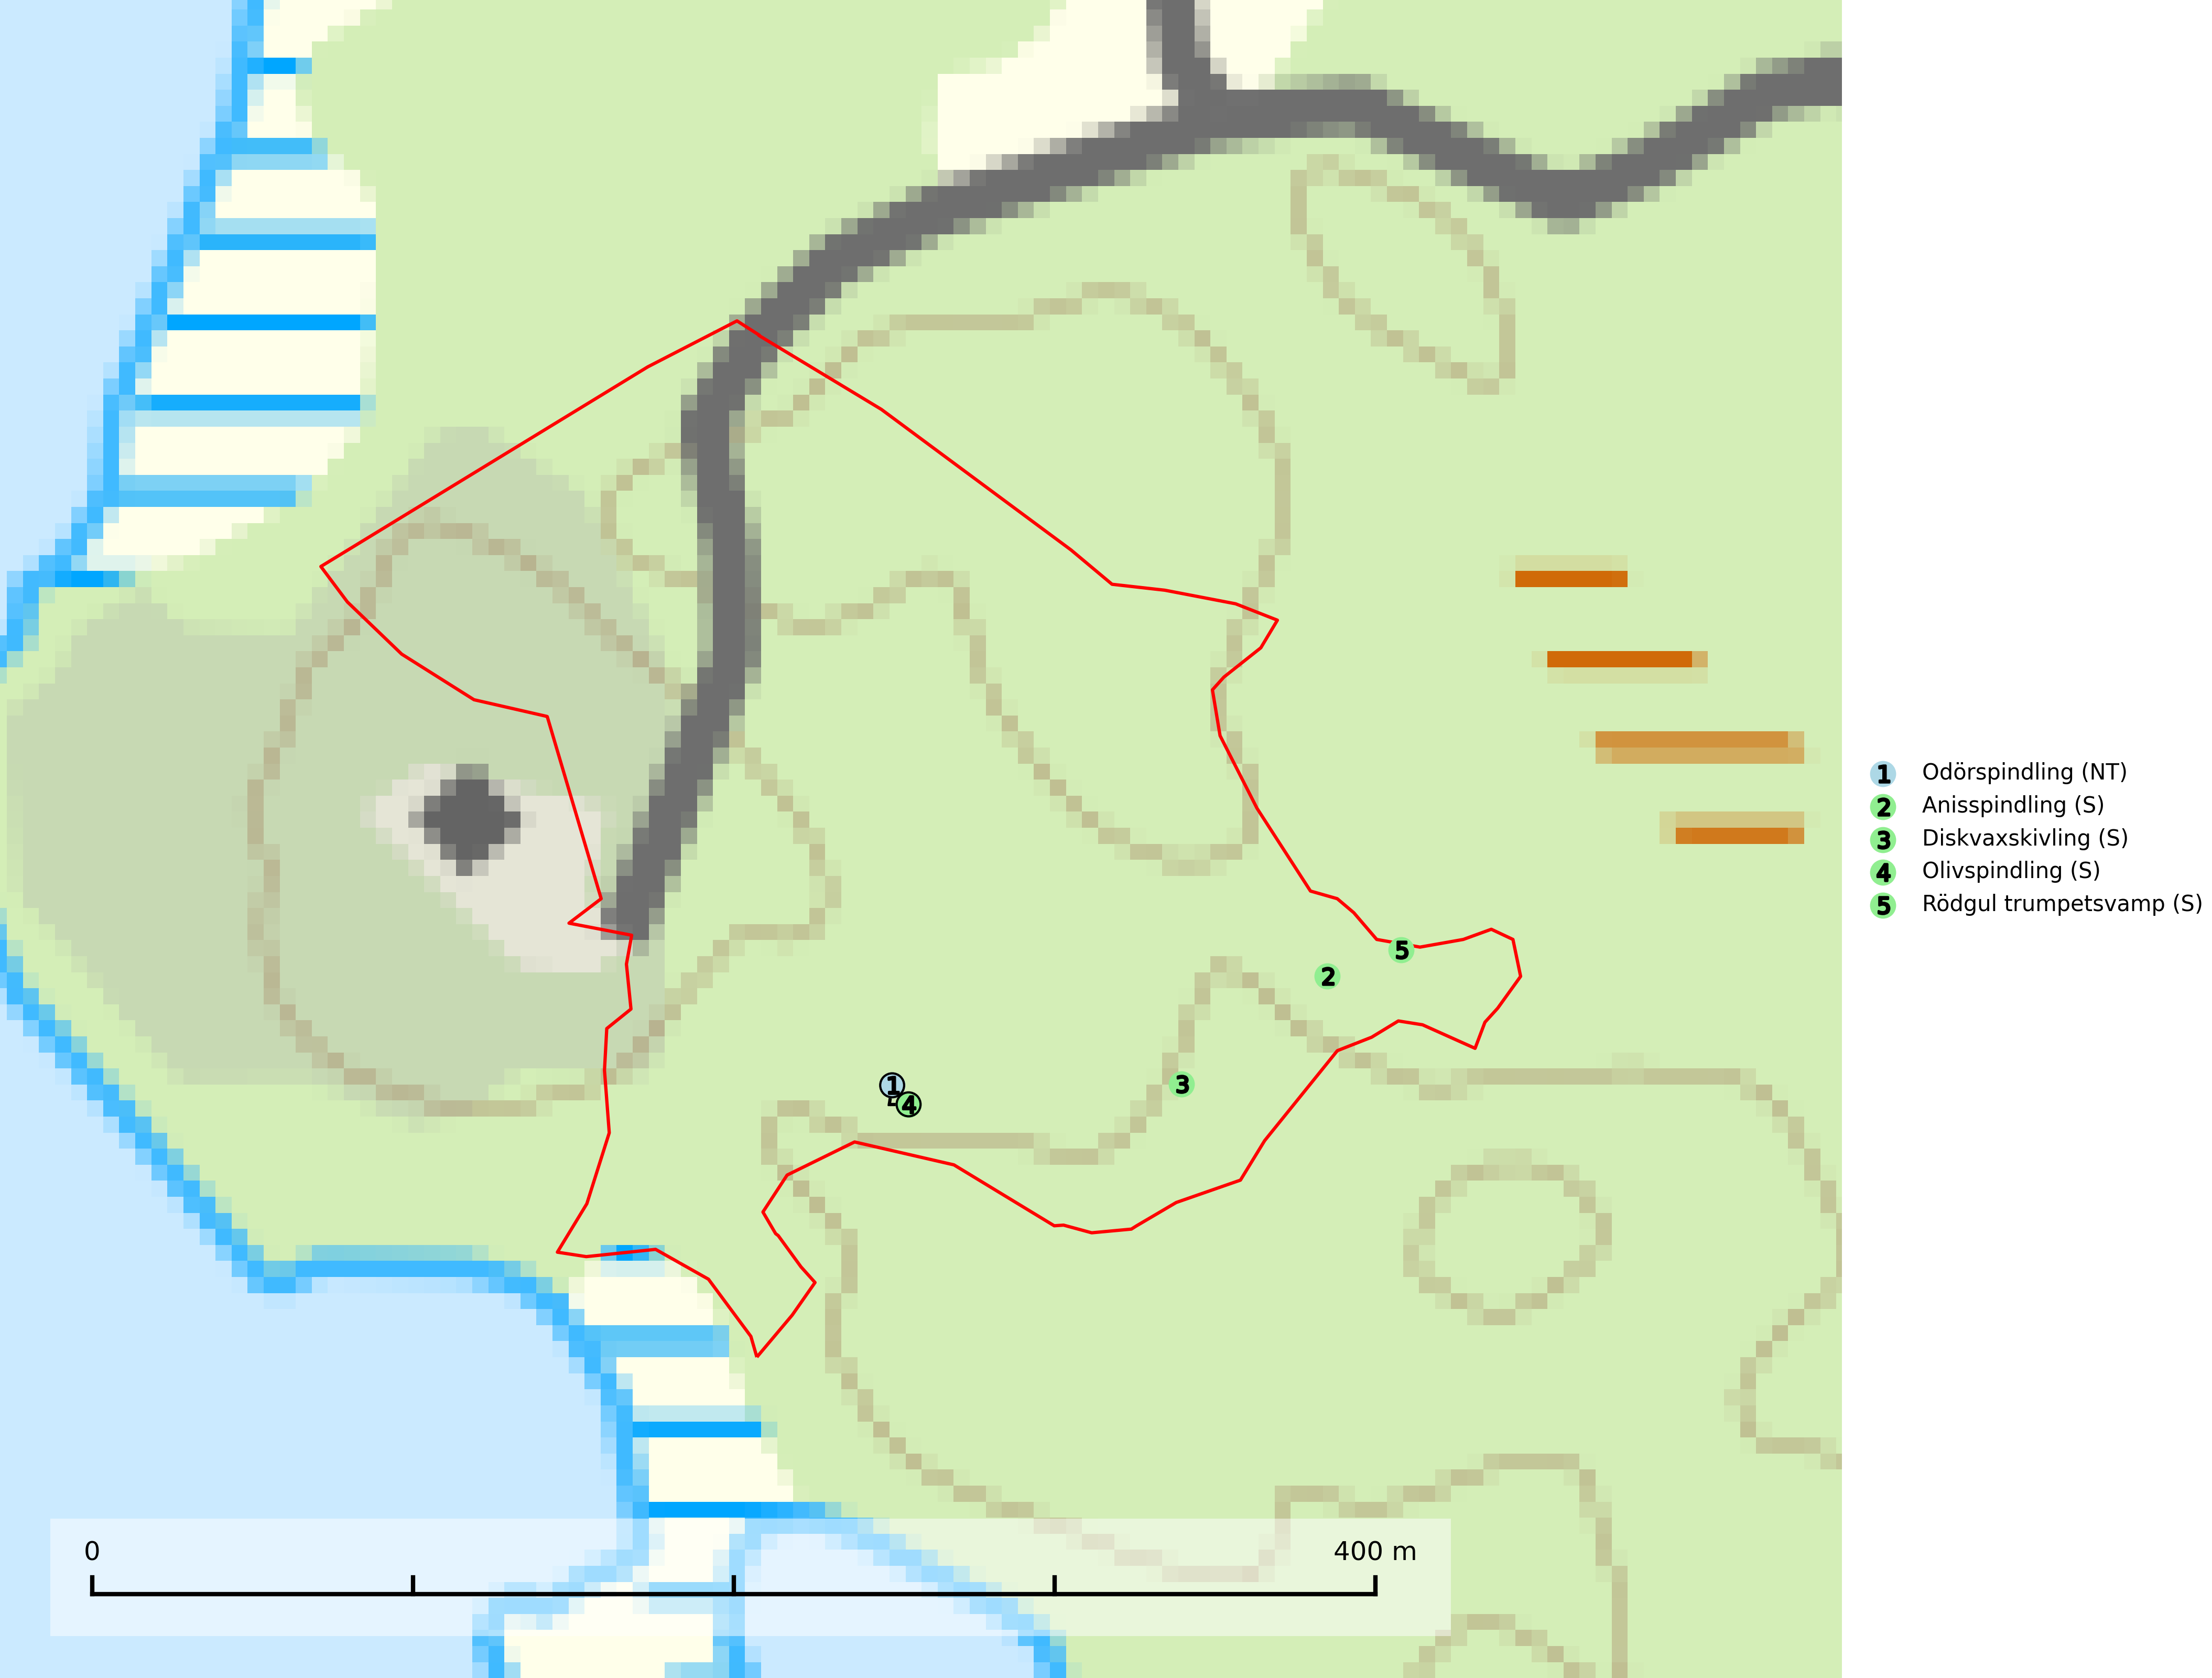 5
2
1
3
4
Odörspindling (NT)
1
Anisspindling (S)
2
Diskvaxskivling (S)
3
Olivspindling (S)
4
Rödgul trumpetsvamp (S)
5
0
400 m